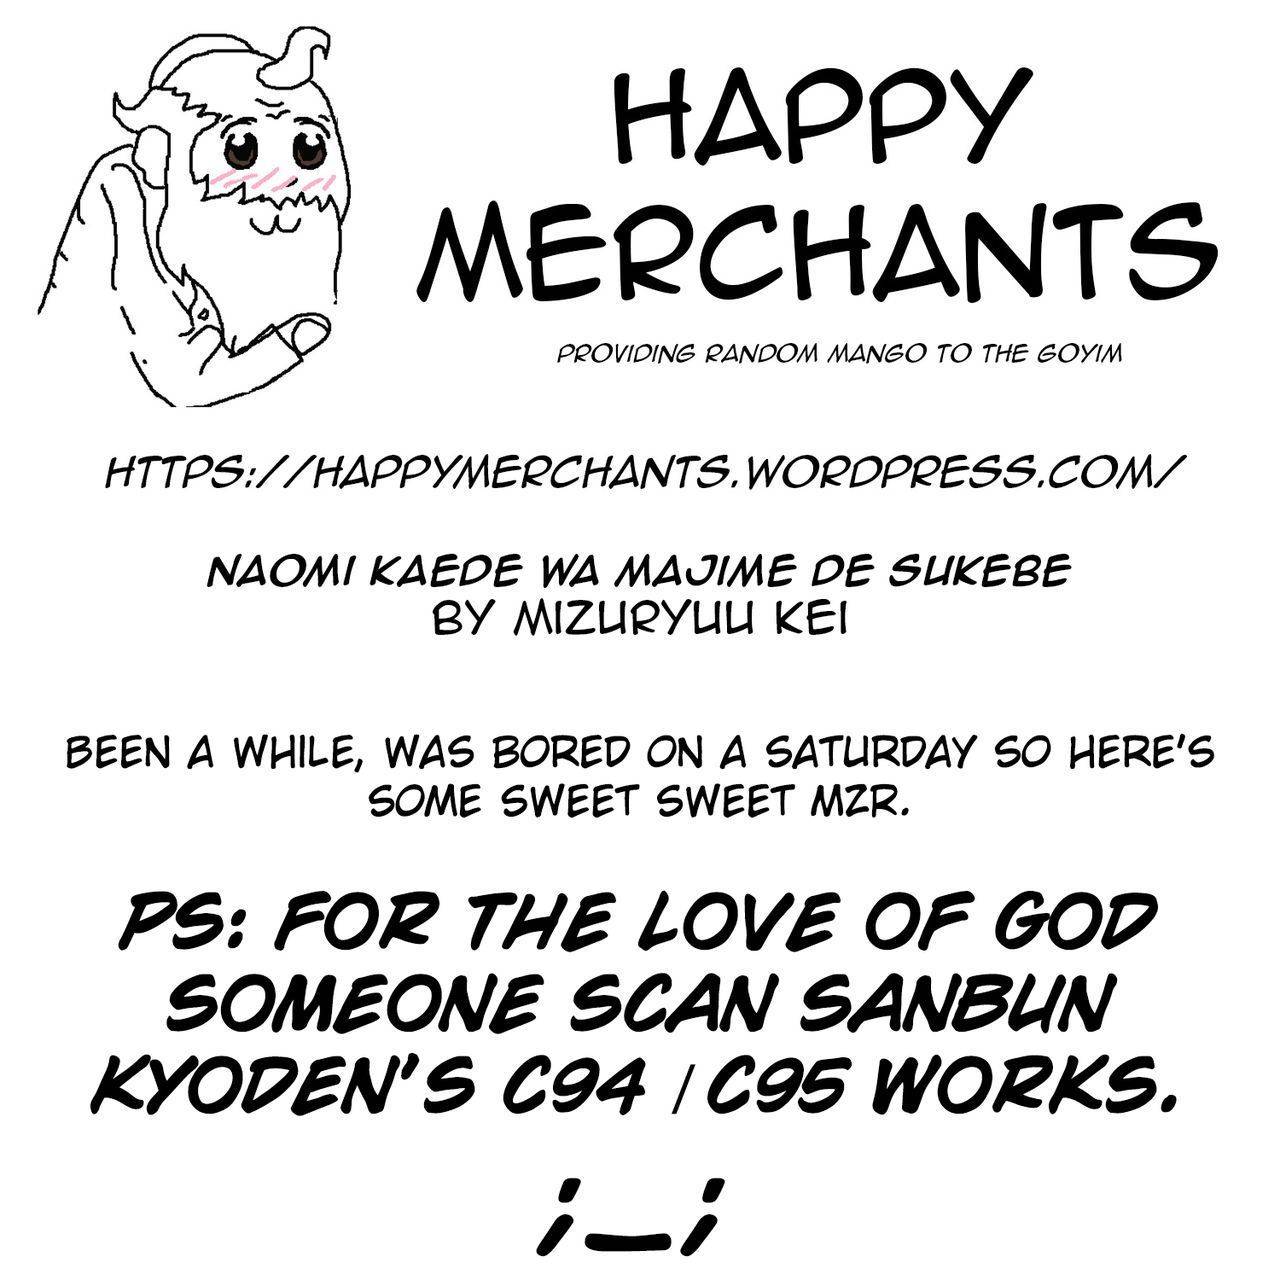 HAPPY
MERCHANTS
PROVIDING RANDOM MANGO TO THE GOYIM
HTTPS://HAPPYMERCHANTS.WORDPRESS.COM/
NAOMI KAEDE WA MAJIME DE SUKEBE
BY MIZURYUU KEI
BEEN A WHILE, WAS BORED ON A SATURDAY SO HERE'S
SOME SWEET SWEET MZR.
PS: FOR THE LOVE OF GOD
SOMEONE SCAN SANBUN
KYODEN'S C94 / C95 WORKS.
;_;